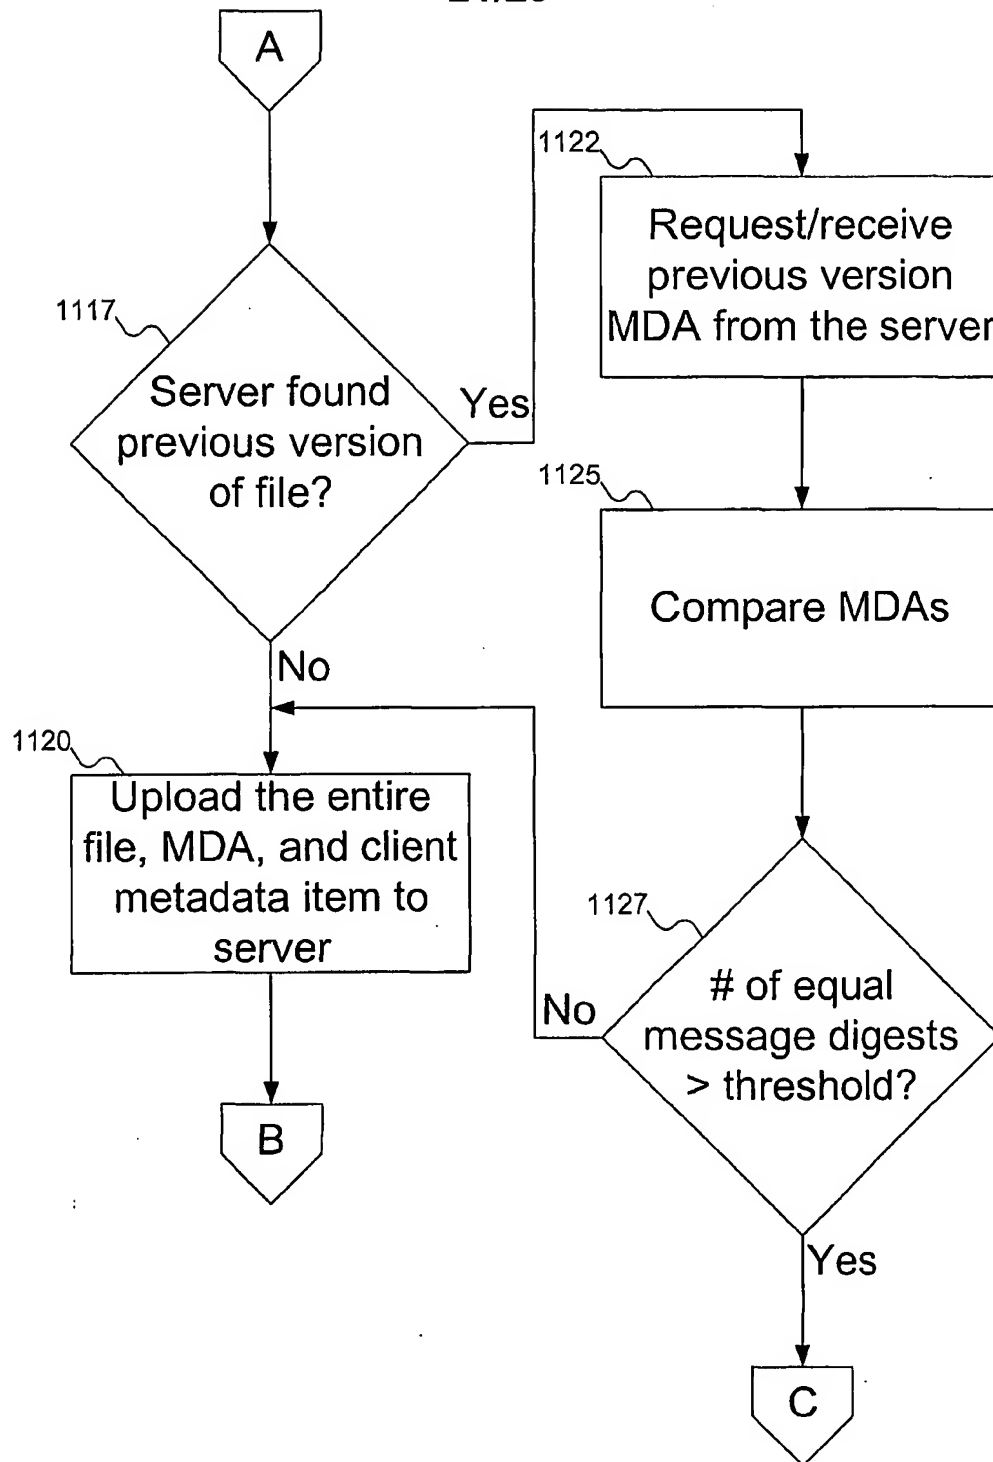 A
1122
Request/receive
previous version
MDA from the server
1117
Server found
previous version
of file?
Yes
1125
Compare MDAs
No
1120
Upload the entire
file, MDA, and client
metadata item to
server
1127
# of equal
message digests
> threshold?
No
B
Yes
C